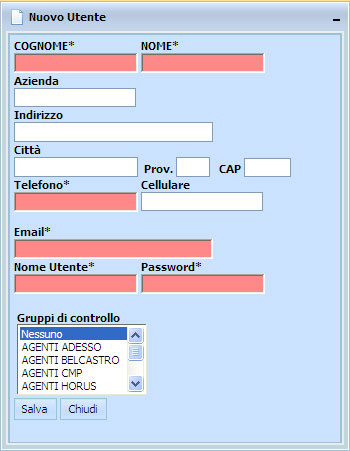 Nuovo Utente
COGNOME* NOME*
Azienda
Indirizzo
Città
Prov. CAP
Telefono* Cellulare
Email*
Nome Utente* Password*
Gruppi di controllo
Nessuno
AGENTI ADESSO
AGENTI BELCASTRO
AGENTI CMP
AGENTI HORUS
Salva Chiudi